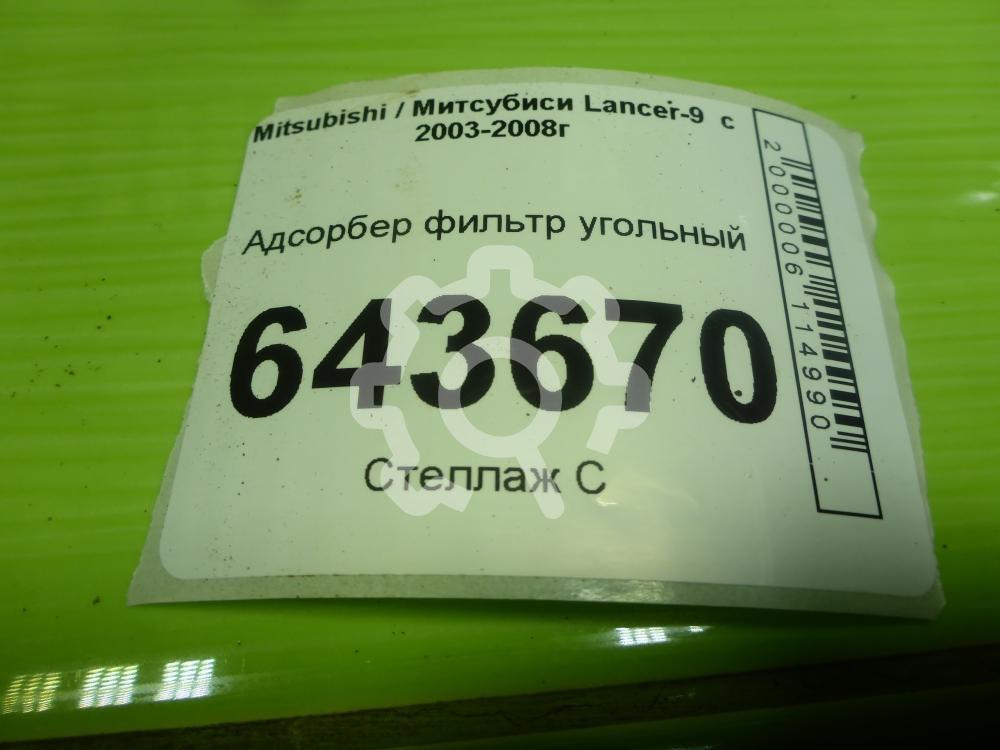 Mitsubishi / Митсубиси Lancer-9 с
2003-2008г
Адсорбер фильтр угольный
643670
Стеллаж С
2000006114990